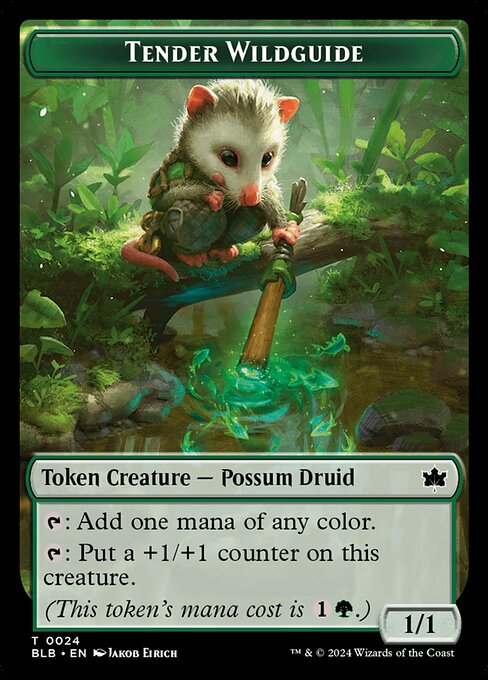 Tender Wildguide
Token Creature — Possum Druid
: Add one mana of any color.
: Put a +1/+1 counter on this
creature.
(This token's mana cost is 1 .)
1/1
T 0024
BLB • EN Jakob Eirich
™ & © 2024 Wizards of the Coast